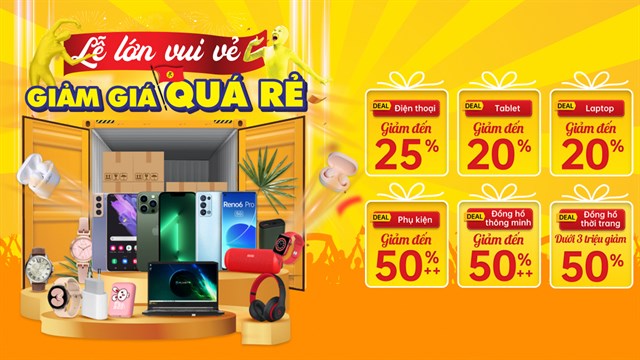 Lễ lớn vui vẻ
GIẢM GIÁ QUÁ RẺ
Reno6 Pro
5G
DEAL Điện thoại
Giảm đến
25%
DEAL Tablet
Giảm đến
20%
DEAL Laptop
Giảm đến
20%
DEAL Phụ kiện
Giảm đến
50%++
DEAL Đồng hồ
thông minh
Giảm đến
50%++
DEAL Đồng hồ
thời trang
Dưới 3 triệu giảm
50%